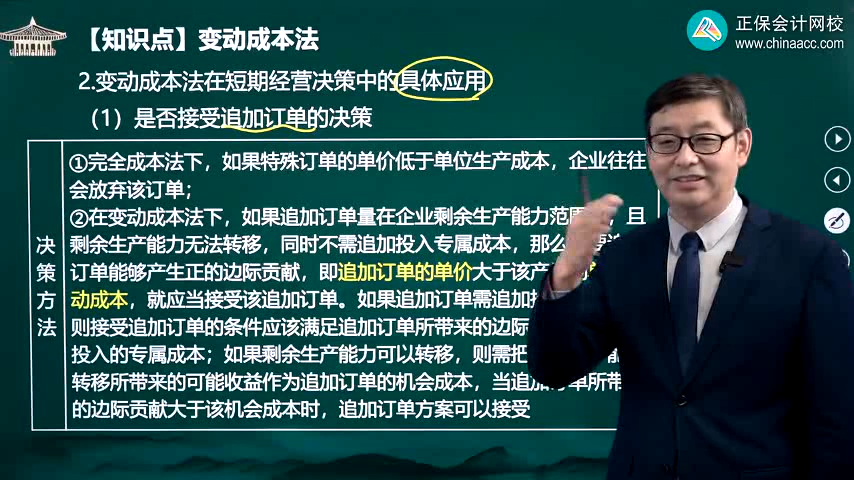 正保会计网校
www.chinaacc.com
【知识点】变动成本法
2.变动成本法在短期经营决策中的具体应用
（1）是否接受追加订单的决策
决策方法
①完全成本法下，如果特殊订单的单价低于单位生产成本，企业往往
会放弃该订单；
②在变动成本法下，如果追加订单量在企业剩余生产能力范围 且
剩余生产能力无法转移，同时不需追加投入专属成本，那么
订单能够产生正的边际贡献，即追加订单的单价大于该产
动成本，就应当接受该追加订单。如果追加订单需追加
则接受追加订单的条件应该满足追加订单所带来的边际
投入的专属成本；如果剩余生产能力可以转移，则需把
转移所带来的可能收益作为追加订单的机会成本，当追加订单所带
的边际贡献大于该机会成本时，追加订单方案可以接受